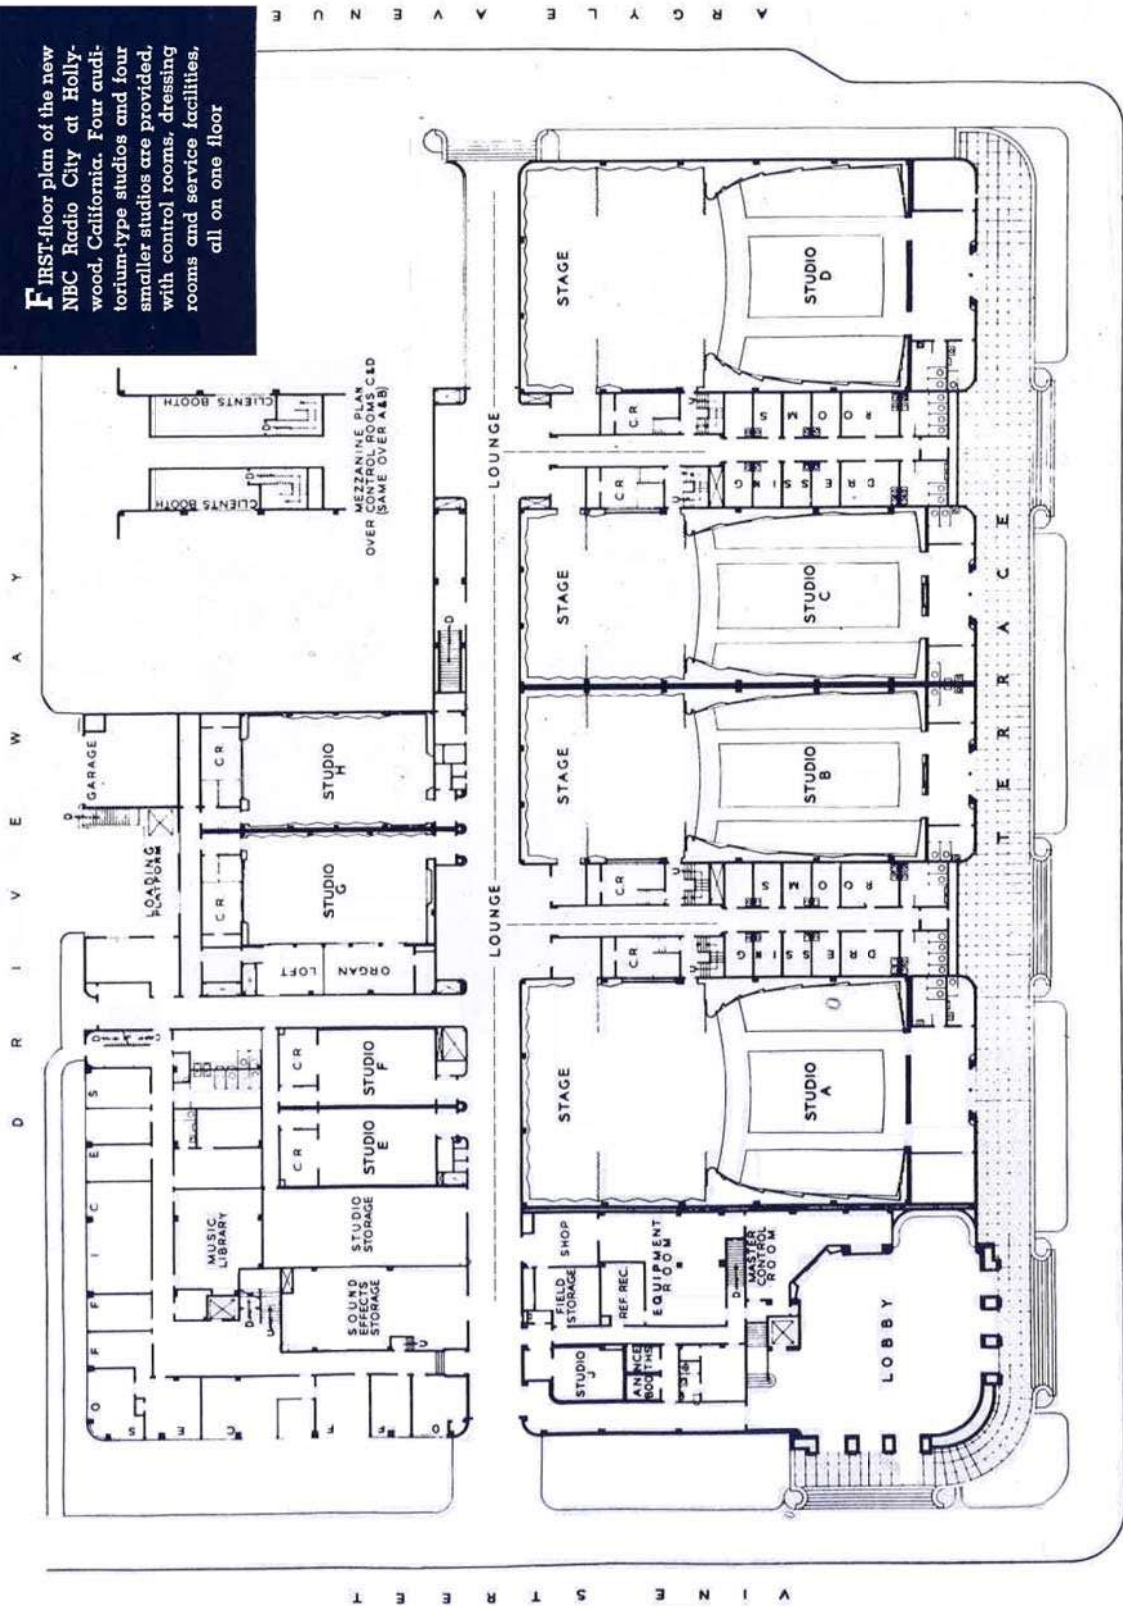 FIRST-floor plan of the new
NBC Radio City at Holly-
wood, California. Four audi-
torium-type studios and four
smaller studios are provided,
with control rooms, dressing
rooms and service facilities,
all on one floor
ARGYLE AVENUE
DRIVEWAY
VINE STREET
CLIENTS BOOTH
CLIENTS BOOTH
MEZZANINE PLAN
OVER CONTROL ROOMS C&D
(SAME OVER A&B)
GARAGE
D
LOADING
PLATFORM
C R
STUDIO
H
C R
STUDIO
G
ORGAN
LOFT
D
C R
STUDIO
F
C R
STUDIO
E
OFFICES
MUSIC
LIBRARY
STUDIO
STORAGE
SOUND
EFFECTS
STORAGE
D
U
U
OFFICES
D
LOUNGE
LOUNGE
STAGE
STUDIO
D
C.R
C.R
U
U
DRESSING
ROOMS
STAGE
STUDIO
C
STAGE
STUDIO
B
C.R
C.R
U
U
DRESSING
ROOMS
STAGE
STUDIO
A
SHOP
FIELD
STORAGE
REF. REC.
EQUIPMENT
ROOM
MASTER
CONTROL
ROOM
D
STUDIO
J
AN'NCE
BOOTHS
LOBBY
TERRACE